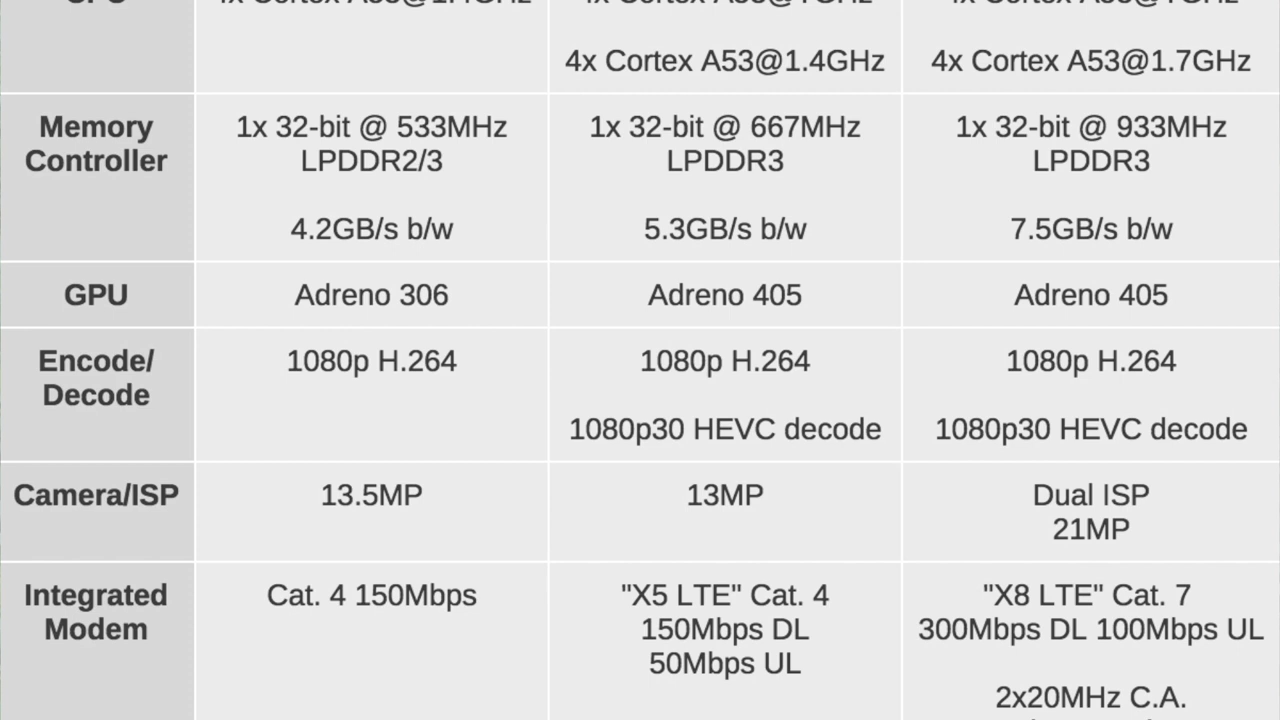 4x Cortex A53@1.4GHz
4x Cortex A53@1.7GHz
Memory
Controller
1x 32-bit @ 533MHz
LPDDR2/3
4.2GB/s b/w
1x 32-bit @ 667MHz
LPDDR3
5.3GB/s b/w
1x 32-bit @ 933MHz
LPDDR3
7.5GB/s b/w
GPU
Adreno 306
Adreno 405
Adreno 405
Encode/
Decode
1080p H.264
1080p H.264
1080p30 HEVC decode
1080p H.264
1080p30 HEVC decode
Camera/ISP
13.5MP
13MP
Dual ISP
21MP
Integrated
Modem
Cat. 4 150Mbps
"X5 LTE" Cat. 4
150Mbps DL
50Mbps UL
"X8 LTE" Cat. 7
300Mbps DL 100Mbps UL
2x20MHz C.A.